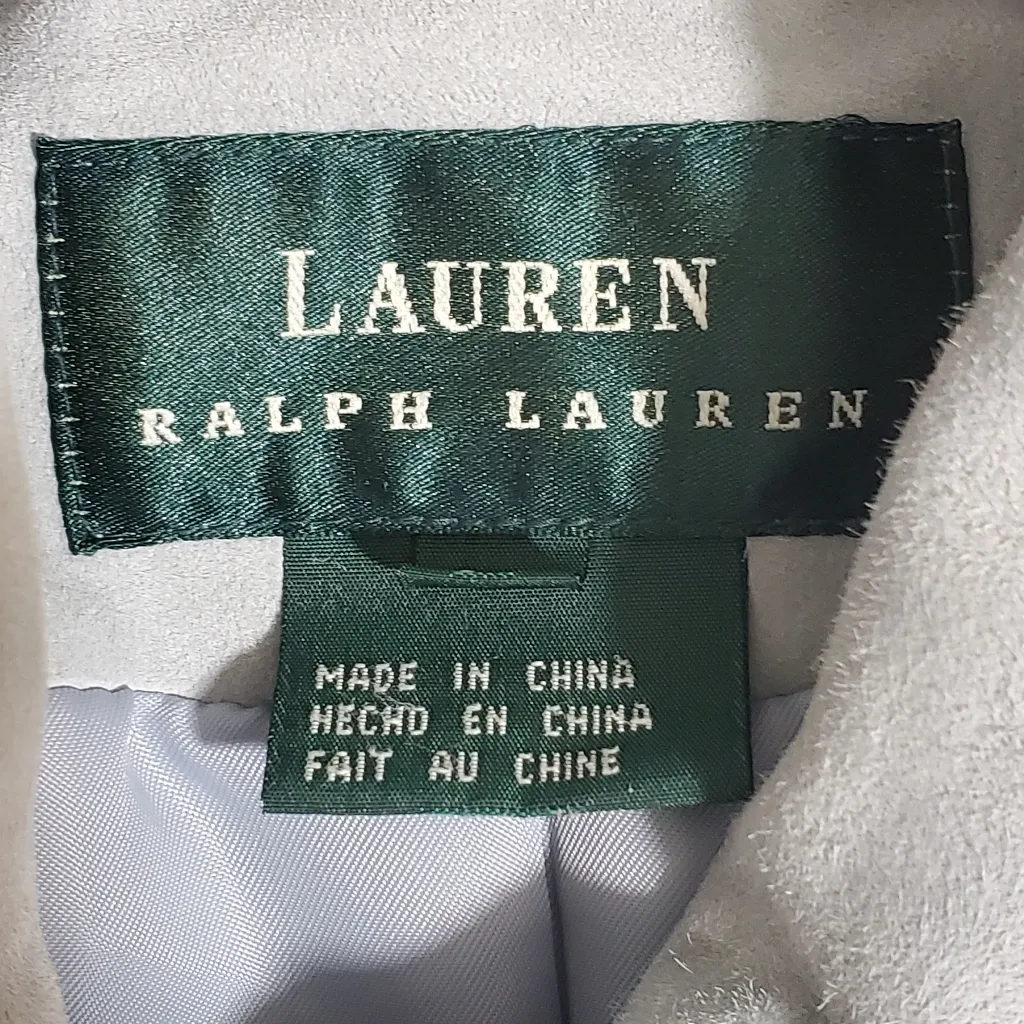 LAUREN
RALPH LAUREN
MADE IN CHINA
HECHO EN CHINA
FAIT AU CHINE